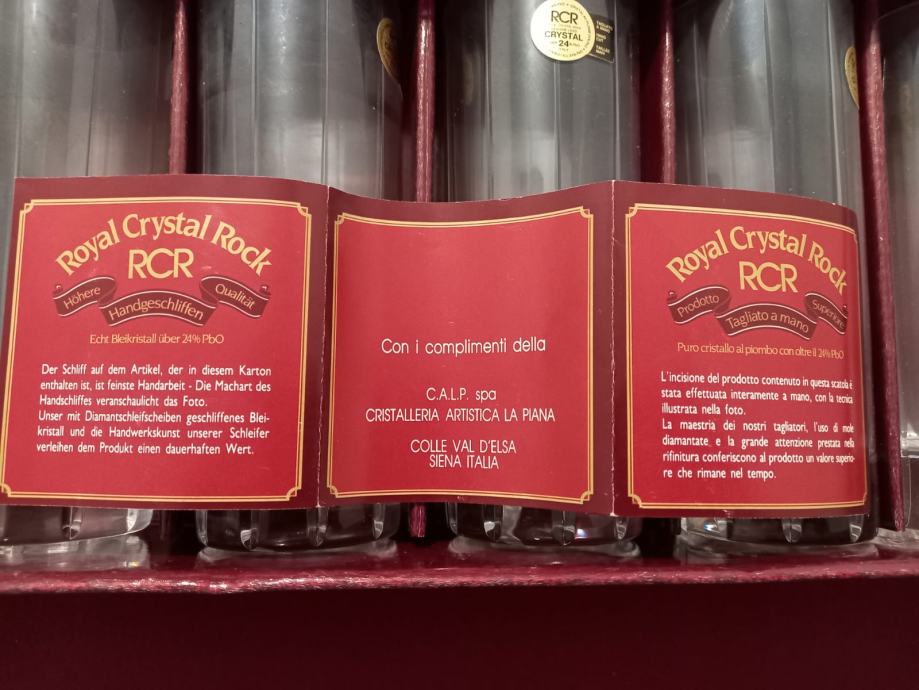 RCR
CRYSTAL
24%
Royal Crystal Rock
RCR
Höhere
Handgeschliffen
Qualität
Echt Bleikristall über 24% PbO
Der Schliff auf dem Artikel, der in diesem Karton
enthalten ist, ist feinste Handarbeit - Die Machart des
Handschliffes veranschaulicht das Foto.
Unser mit Diamantschleifscheiben geschliffenes Blei-
kristall und die Handwerkskunst unserer Schleifer
verleihen dem Produkt einen dauerhaften Wert.
Con i complimenti della
C.A.L.P. spa
CRISTALLERIA ARTISTICA LA PIANA
COLLE VAL D'ELSA
SIENA ITALIA
Royal Crystal Rock
RCR
Prodotto
Tagliato a mano
Superiore
Puro cristallo al piombo con oltre il 24% PbO
L'incisione del prodotto contenuto in questa scatola è
stata effettuata interamente a mano, con la tecnica
illustrata nella foto.
La maestria dei nostri tagliatori, l'uso di mole
diamantate e la grande attenzione prestata nella
rifinitura conferiscono al prodotto un valore superio-
re che rimane nel tempo.